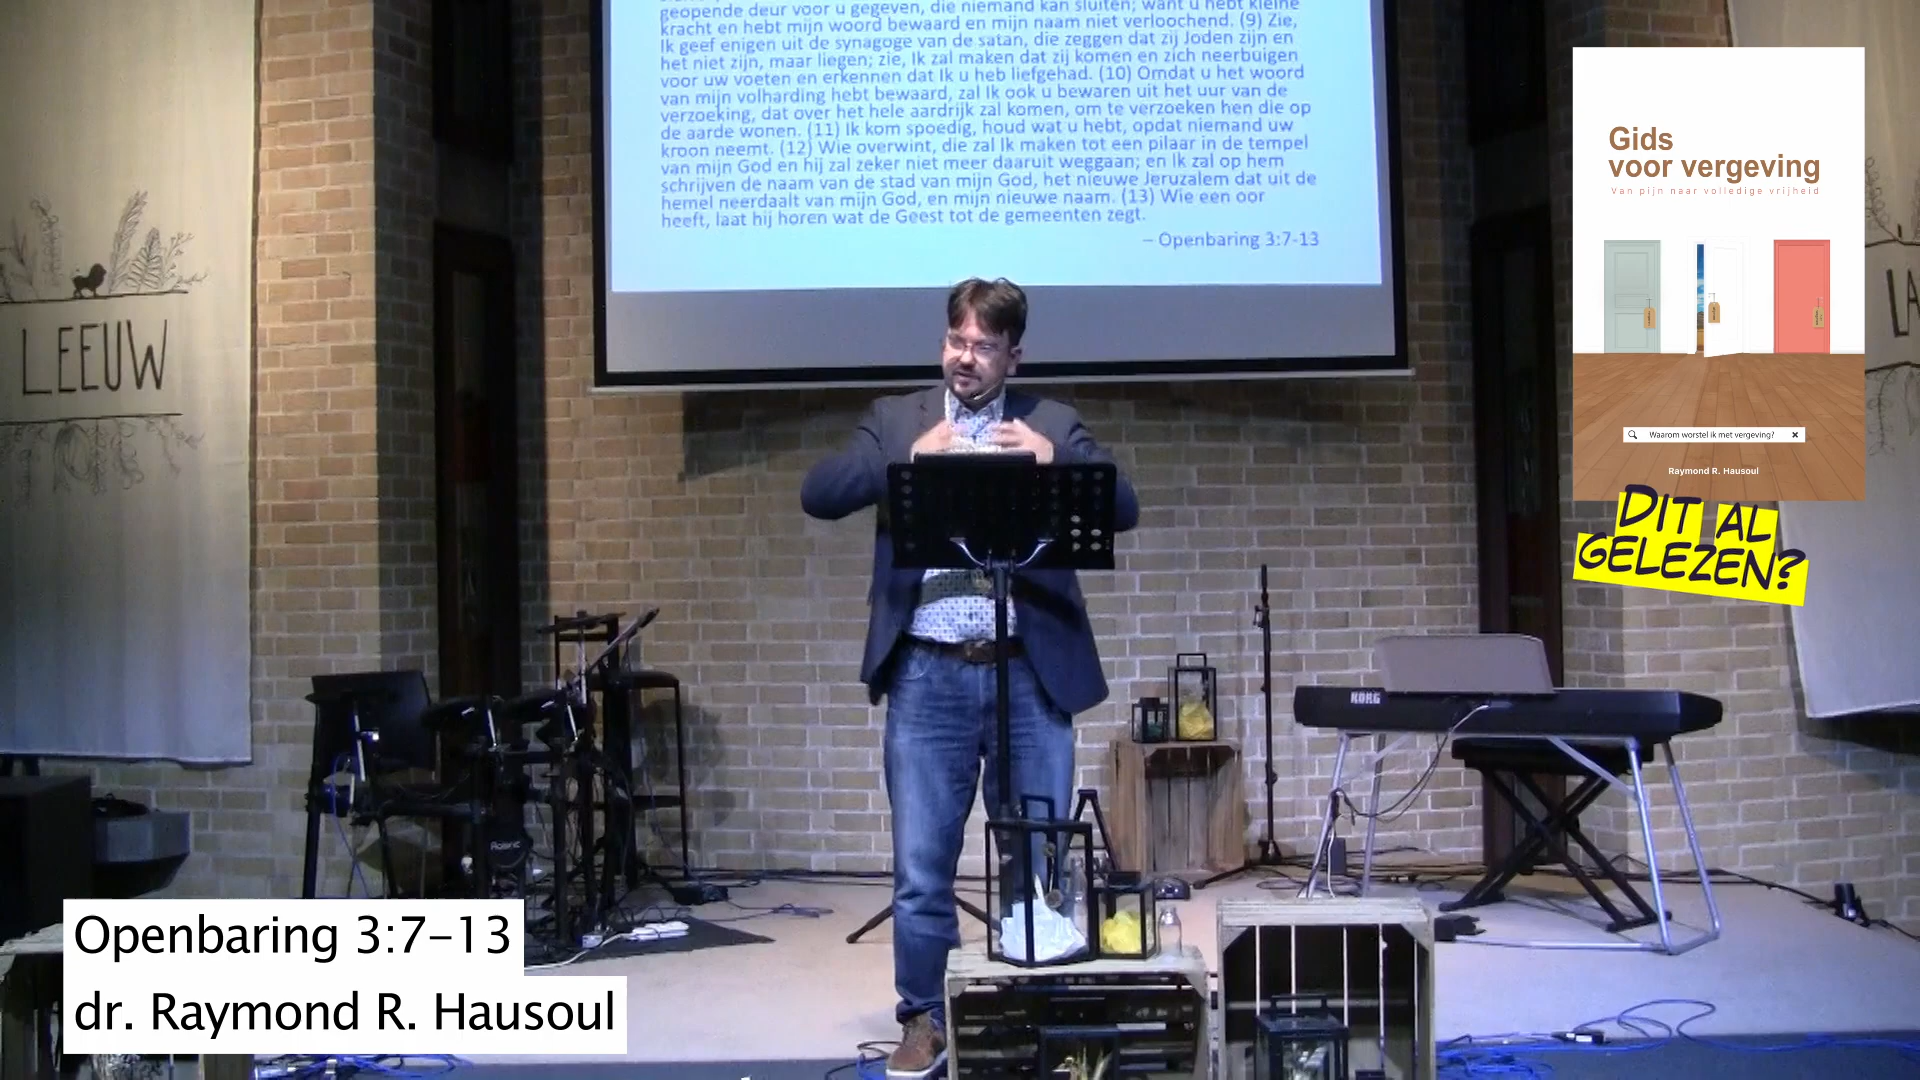 geopende deur voor u gegeven, die niemand kan sluiten; want u hebt kleine
kracht en hebt mijn woord bewaard en mijn naam niet verloochend. (9) Zie,
Ik geef enigen uit de synagoge van de satan, die zeggen dat zij Joden zijn en
het niet zijn, maar liegen; zie, Ik zal maken dat zij komen en zich neerbuigen
voor uw voeten en erkennen dat Ik u heb liefgehad. (10) Omdat u het woord
van mijn volharding hebt bewaard, zal Ik ook u bewaren uit het uur van de
verzoeking, dat over het hele aardrijk zal komen, om te verzoeken hen die op
de aarde wonen. (11) Ik kom spoedig, houd wat u hebt, opdat niemand uw
kroon neemt. (12) Wie overwint, die zal Ik maken tot een pilaar in de tempel
van mijn God en hij zal zeker niet meer daaruit weggaan; en Ik zal op hem
schrijven de naam van de stad van mijn God, het nieuwe Jeruzalem dat uit de
hemel neerdaalt van mijn God, en mijn nieuwe naam. (13) Wie een oor
heeft, laat hij horen wat de Geest tot de gemeenten zegt.
– Openbaring 3:7-13
LEEUW
LA
Gids
voor vergeving
Van pijn naar volledige vrijheid
Waarom worstel ik met vergeving?
Raymond R. Hausoul
DIT AL
GELEZEN?
KORG
Roland
Openbaring 3:7-13
dr. Raymond R. Hausoul